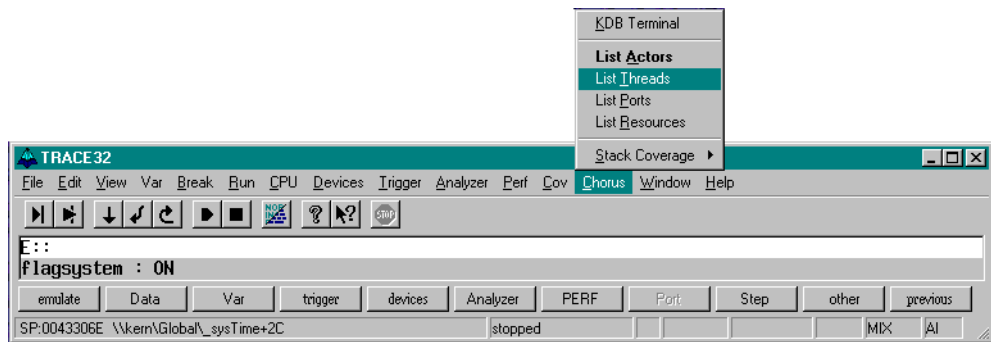 KDB Terminal
List Actors
List Threads
List Ports
List Resources
Stack Coverage
TRACE32
File Edit View Var Break Run CPU Devices Trigger Analyzer Perf Cov Chorus Window Help
NOR
STOP
E::
flagsystem : ON
emulate Data Var trigger devices Analyzer PERF Port Step other previous
SP:0043306E \\kern\Global\_sysTime+2C stopped MIX AI